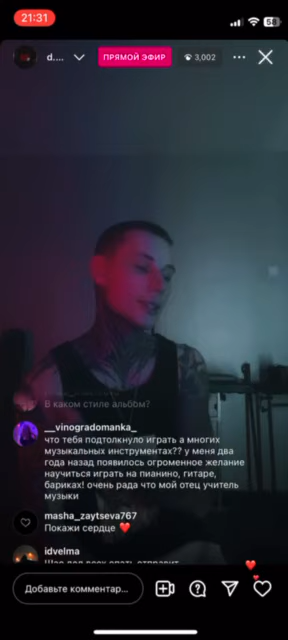 21:31
d....
ПРЯМОЙ ЭФИР
3,002
В каком стиле альбом?
__vinogradomanka_
что тебя подтолкнуло играть а многих
музыкальных инструментах?? у меня два
года назад появилось огроменное желание
научиться играть на пианино, гитаре,
бариках! очень рада что мой отец учитель
музыки
masha_zaytseva767
Покажи сердце ❤️
idvelma
Добавьте комментар...